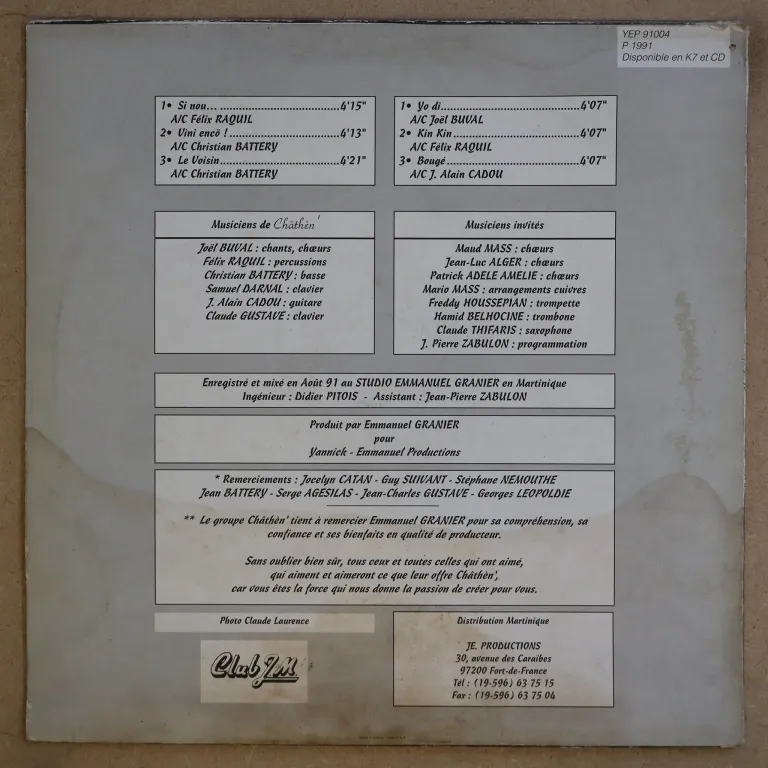 YEP 91004
P 1991
Disponible en K7 et CD
1• Si nou... ........................................4'15"
A/C Félix RAQUIL
2• Vini encö ! ......................................4'13"
A/C Christian BATTERY
3• Le Voisin........................................4'21"
A/C Christian BATTERY
1• Yo di..............................................4'07"
A/C Joël BUVAL
2• Kin Kin..........................................4'07"
A/C Félix RAQUIL
3• Bougé............................................4'07"
A/C J. Alain CADOU
Musiciens de Châthèn'
Joël BUVAL : chants, chœurs
Félix RAQUIL : percussions
Christian BATTERY : basse
Samuel DARNAL : clavier
J. Alain CADOU : guitare
Claude GUSTAVE : clavier
Musiciens invités
Maud MASS : chœurs
Jean-Luc ALGER : chœurs
Patrick ADELE AMELIE : chœurs
Mario MASS : arrangements cuivres
Freddy HOUSSEPIAN : trompette
Hamid BELHOCINE : trombone
Claude THIFARIS : saxophone
J. Pierre ZABULON : programmation
Enregistré et mixé en Août 91 au STUDIO EMMANUEL GRANIER en Martinique
Ingénieur : Didier PITOIS - Assistant : Jean-Pierre ZABULON
Produit par Emmanuel GRANIER
pour
Yannick - Emmanuel Productions
* Remerciements : Jocelyn CATAN - Guy SUIVANT - Stéphane NEMOUTHE
Jean BATTERY - Serge AGESILAS - Jean-Charles GUSTAVE - Georges LEOPOLDIE
** Le groupe Châthèn' tient à remercier Emmanuel GRANIER pour sa compréhension, sa
confiance et ses bienfaits en qualité de producteur.
Sans oublier bien sûr, tous ceux et toutes celles qui ont aimé,
qui aiment et aimeront ce que leur offre Châthèn',
car vous êtes la force qui nous donne la passion de créer pour vous.
Photo Claude Laurence
Club JM
Distribution Martinique
JE. PRODUCTIONS
30, avenue des Caraïbes
97200 Fort-de-France
Tél : (19-596) 63 75 15
Fax : (19-596) 63 75 04